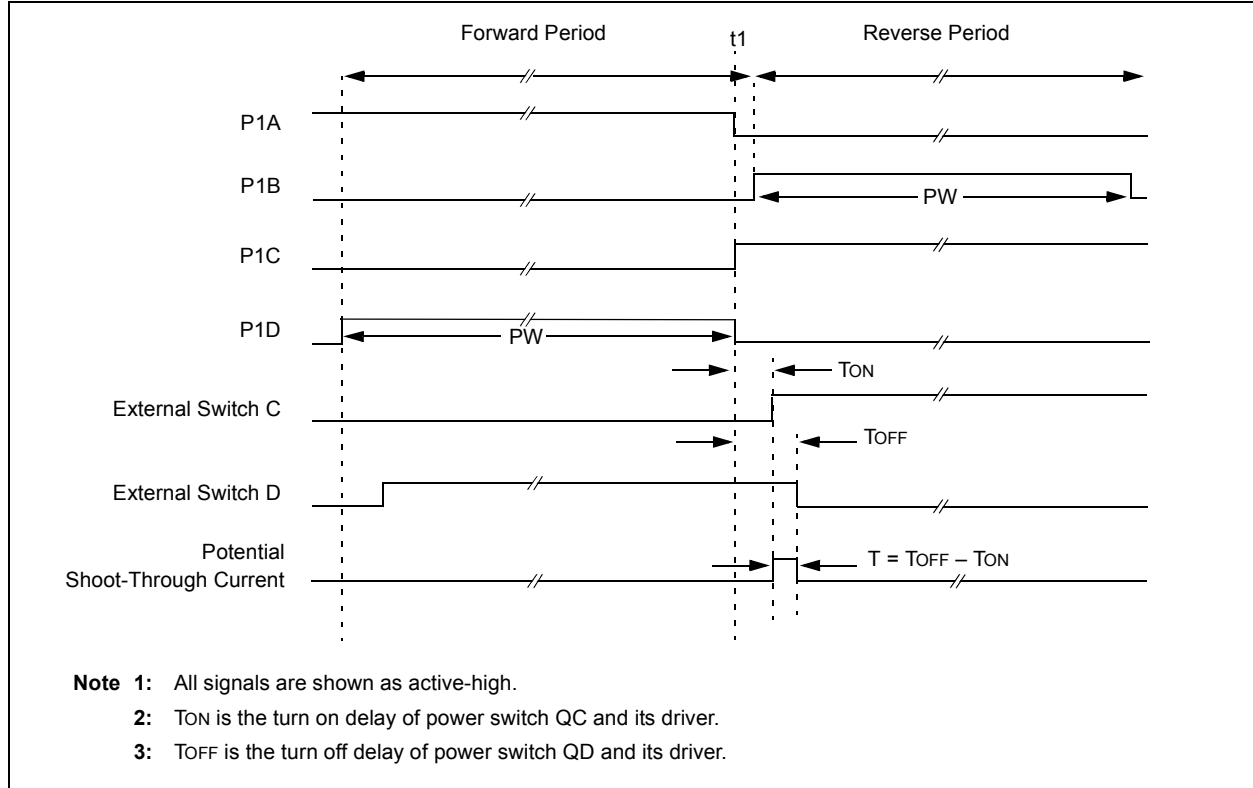 Forward Period
t1
Reverse Period
P1A
P1B
PW
P1C
P1D
PW
TON
External Switch C
TOFF
External Switch D
Potential
Shoot-Through Current
T = TOFF – TON
Note 1: All signals are shown as active-high.
2: TON is the turn on delay of power switch QC and its driver.
3: TOFF is the turn off delay of power switch QD and its driver.